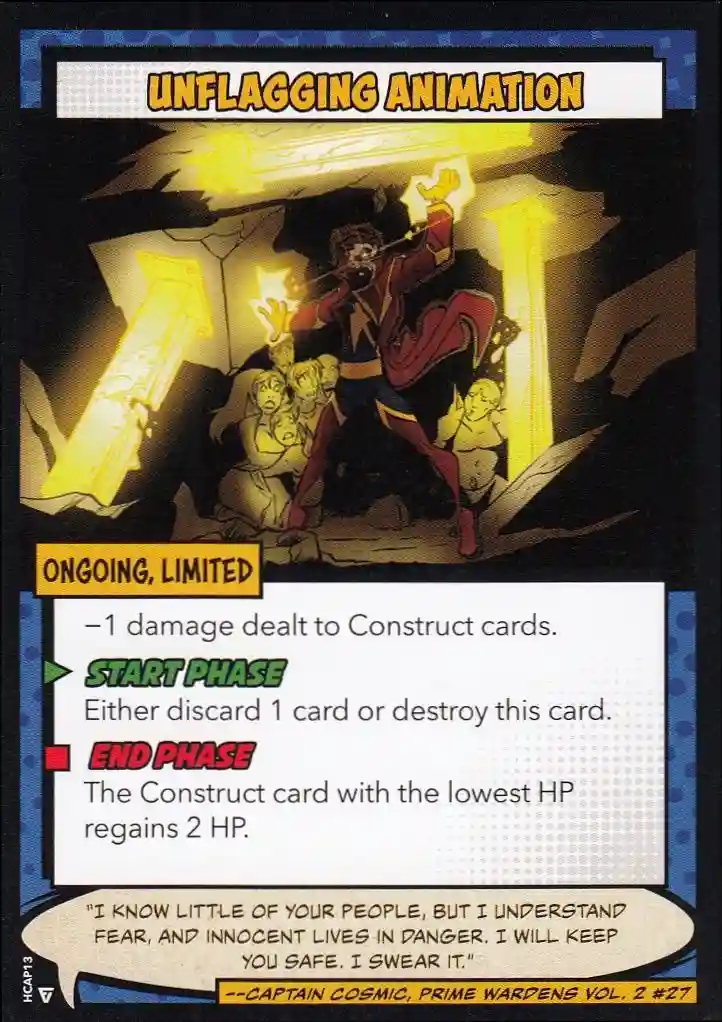 UNFLAGGING ANIMATION
ONGOING, LIMITED
−1 damage dealt to Construct cards.
START PHASE
Either discard 1 card or destroy this card.
END PHASE
The Construct card with the lowest HP
regains 2 HP.
"I KNOW LITTLE OF YOUR PEOPLE, BUT I UNDERSTAND
FEAR, AND INNOCENT LIVES IN DANGER. I WILL KEEP
YOU SAFE. I SWEAR IT."
--CAPTAIN COSMIC, PRIME WARDENS VOL. 2 #27
HCAP13